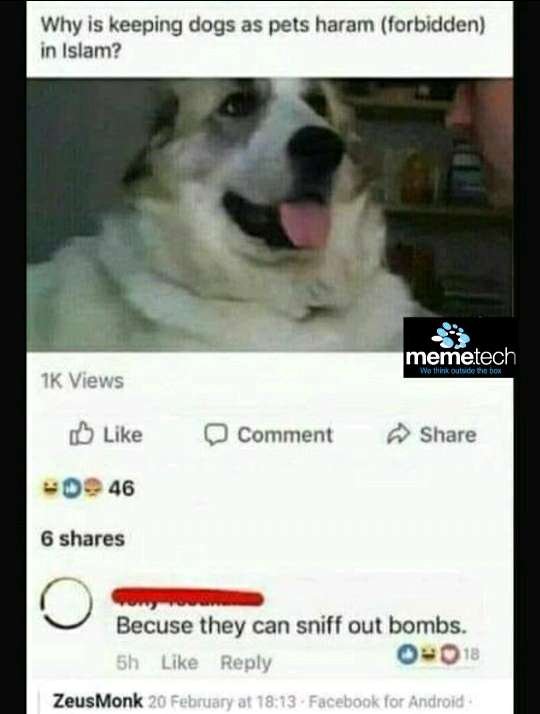 Why is keeping dogs as pets haram (forbidden)
in Islam?
memetech
We think outside the box
1K Views
Like Comment Share
46
6 shares
Becuse they can sniff out bombs.
5h Like Reply 18
ZeusMonk 20 February at 18:13 · Facebook for Android ·